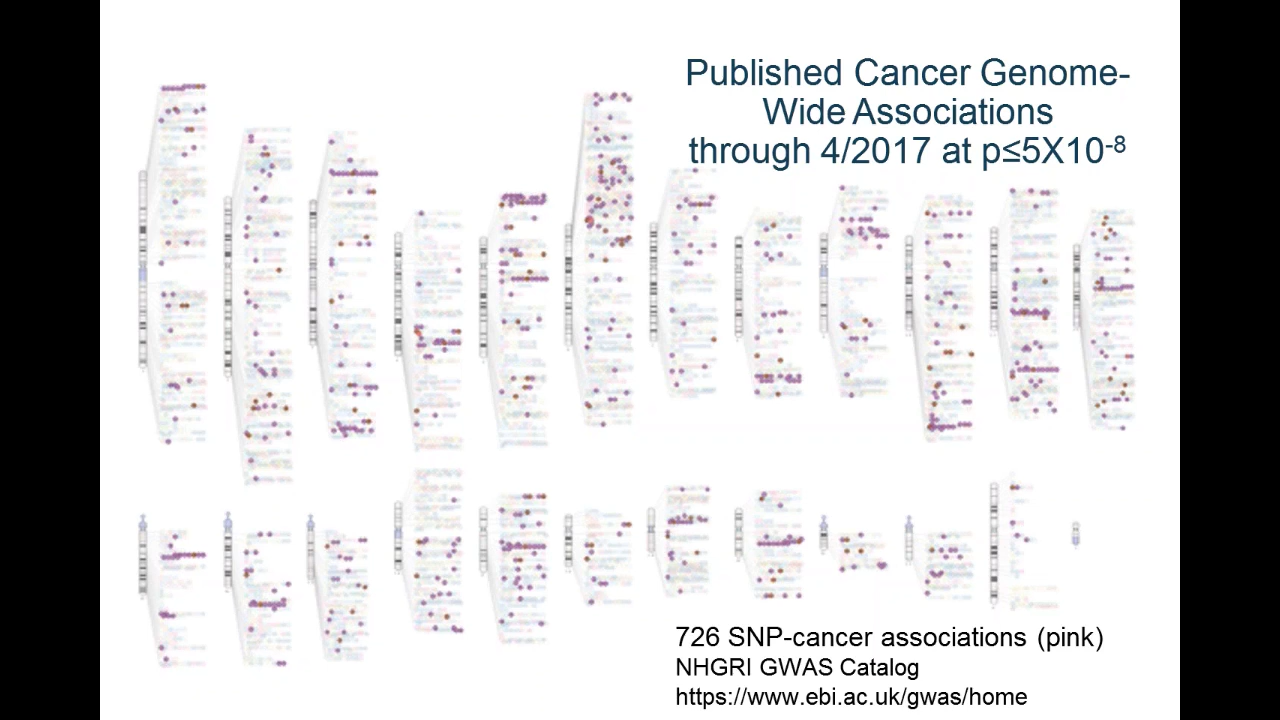 Published Cancer Genome-
Wide Associations
through 4/2017 at p≤5X10⁻⁸
726 SNP-cancer associations (pink)
NHGRI GWAS Catalog
https://www.ebi.ac.uk/gwas/home